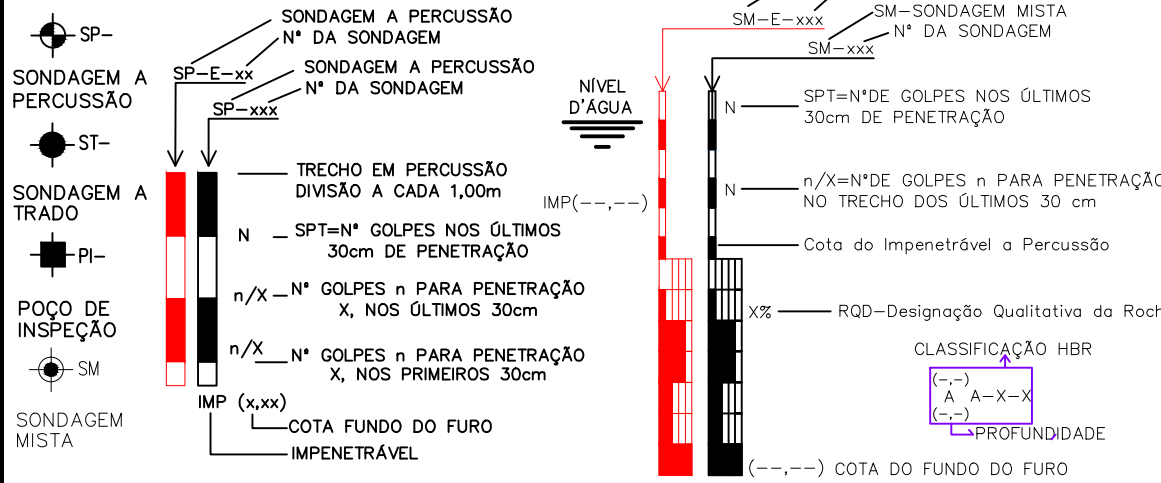 SP-
SONDAGEM A
PERCUSSÃO
ST-
SONDAGEM A
TRADO
PI-
POÇO DE
INSPEÇÃO
SM
SONDAGEM
MISTA
SONDAGEM A PERCUSSÃO
Nº DA SONDAGEM
SP-E-xx
SONDAGEM A PERCUSSÃO
Nº DA SONDAGEM
SP-xxx
TRECHO EM PERCUSSÃO
DIVISÃO A CADA 1,00m
N
SPT=Nº GOLPES NOS ÚLTIMOS
30cm DE PENETRAÇÃO
n/X
Nº GOLPES n PARA PENETRAÇÃO
X, NOS ÚLTIMOS 30cm
n/X
Nº GOLPES n PARA PENETRAÇÃO
X, NOS PRIMEIROS 30cm
IMP (x,xx)
COTA FUNDO DO FURO
IMPENETRÁVEL
SM-E-xxx
SM-SONDAGEM MISTA
Nº DA SONDAGEM
SM-xxx
NÍVEL
D'ÁGUA
N
SPT=NºDE GOLPES NOS ÚLTIMOS
30cm DE PENETRAÇÃO
N
n/X=NºDE GOLPES n PARA PENETRAÇÃO
NO TRECHO DOS ÚLTIMOS 30 cm
IMP(--,--)
Cota do Impenetrável a Percussão
X%
RQD-Designação Qualitativa da Roch
CLASSIFICAÇÃO HBR
(-,-)
A A-X-X
(-,-)
PROFUNDIDADE
(--,--) COTA DO FUNDO DO FURO